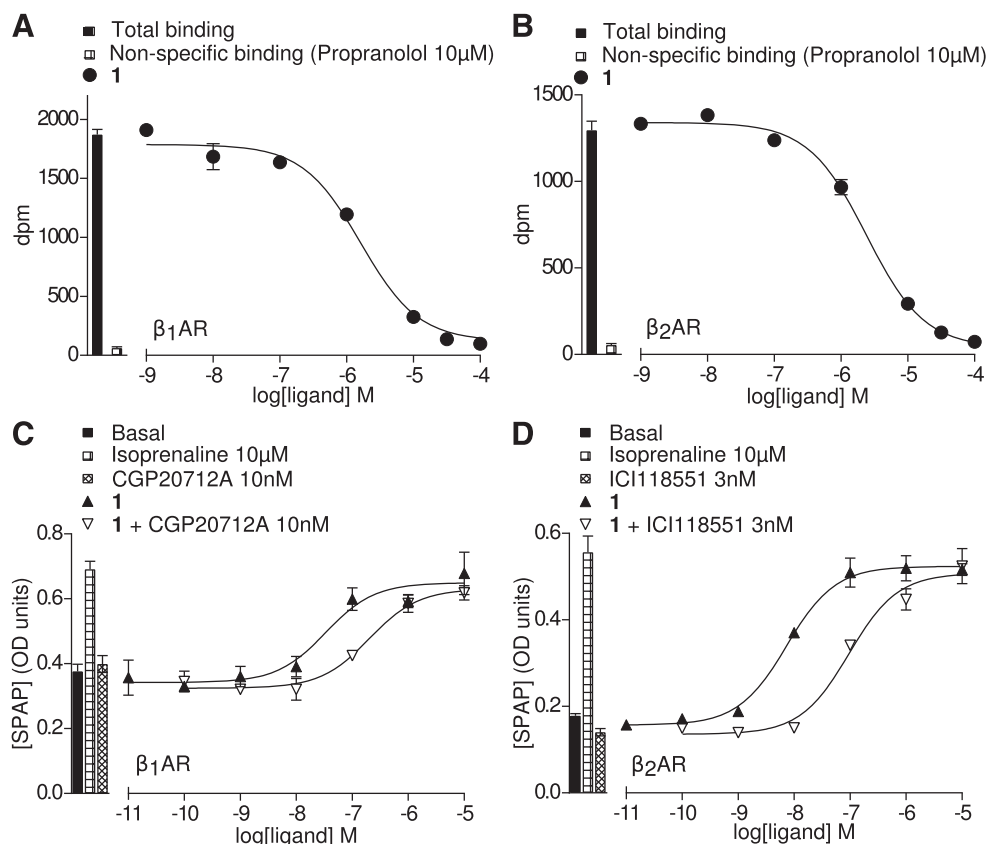 A
Total binding
Non-specific binding (Propranolol 10µM)
1
2000
1500
1000
500
0
dpm
β1AR
-9 -8 -7 -6 -5 -4
log[ligand] M
B
Total binding
Non-specific binding (Propranolol 10µM)
1
1500
1000
500
0
dpm
β2AR
-9 -8 -7 -6 -5 -4
log[ligand] M
C
Basal
Isoprenaline 10µM
CGP20712A 10nM
1
1 + CGP20712A 10nM
0.8
0.6
0.4
0.2
0.0
[SPAP] (OD units)
β1AR
-11 -10 -9 -8 -7 -6 -5
log[ligand] M
D
Basal
Isoprenaline 10µM
ICI118551 3nM
1
1 + ICI118551 3nM
0.6
0.4
0.2
0.0
[SPAP] (OD units)
β2AR
-11 -10 -9 -8 -7 -6 -5
log[ligand] M